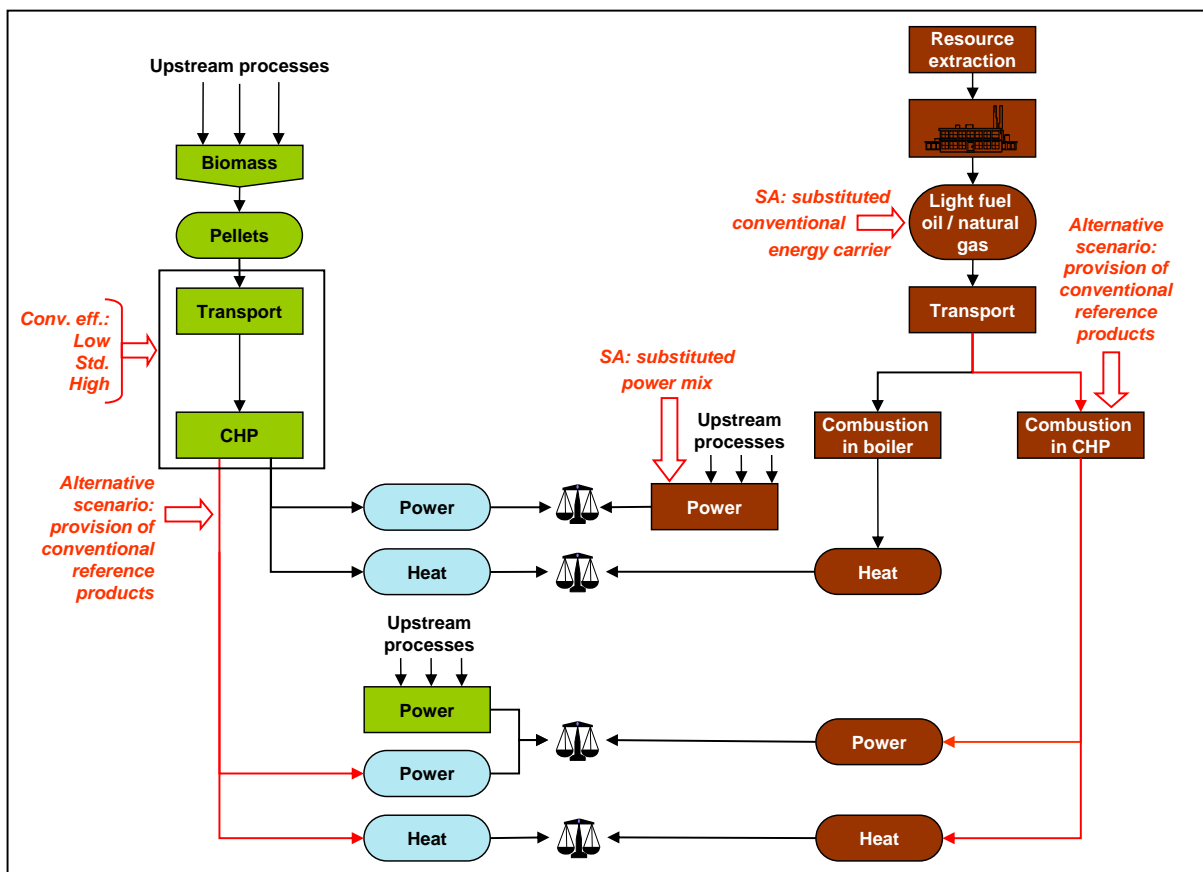 Upstream processes
Biomass
Pellets
Transport
Conv. eff.:
Low
Std.
High
CHP
Alternative
scenario:
provision of
conventional
reference
products
Resource
extraction
SA: substituted
conventional
energy carrier
Light fuel
oil / natural
gas
Alternative
scenario:
provision of
conventional
reference
products
Transport
SA: substituted
power mix
Upstream
processes
Combustion
in boiler
Combustion
in CHP
Power
Power
Heat
Heat
Upstream
processes
Power
Power
Power
Heat
Heat